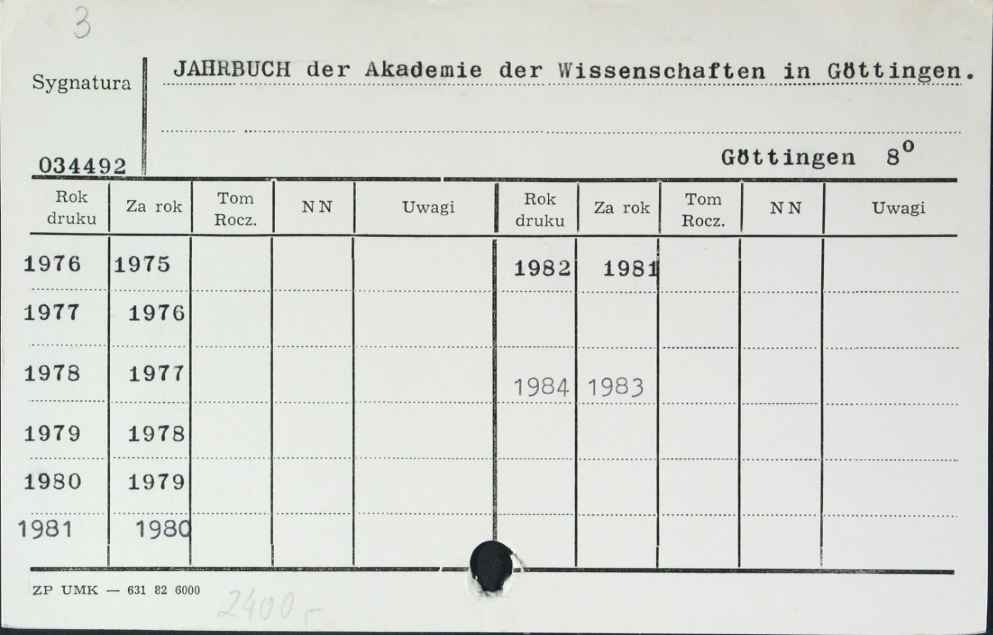 3
Sygnatura
JAHRBUCH der Akademie der Wissenschaften in Göttingen.
034492
Göttingen 8⁰
Rok druku Za rok Tom Rocz. NN Uwagi Rok druku Za rok Tom Rocz. NN Uwagi
1976 1975 1982 1981
1977 1976
1978 1977 1984 1983
1979 1978
1980 1979
1981 1980
ZP UMK — 631 82 6000
2400,-